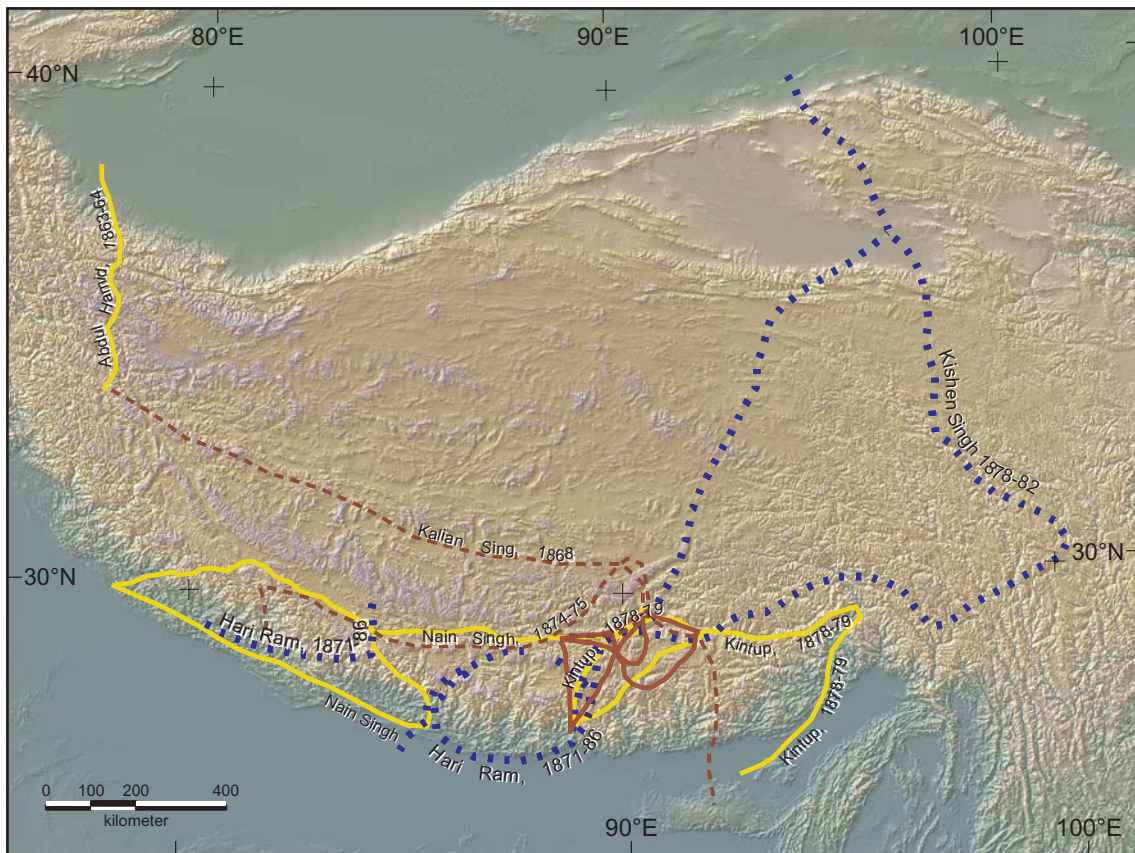 80°E
90°E
100°E
40°N
Abdul Hamid, 1863-64
Kishen Singh 1878-82
Kalian Sing, 1868
30°N
30°N
Hari Ram, 1871-86
Nain Singh, 1874-75
1878-79
Kintup,
Kintup, 1878-79
Nain Singh
Hari Ram, 1871-86
Kintup, 1878-79
0 100 200 400
kilometer
90°E
100°E